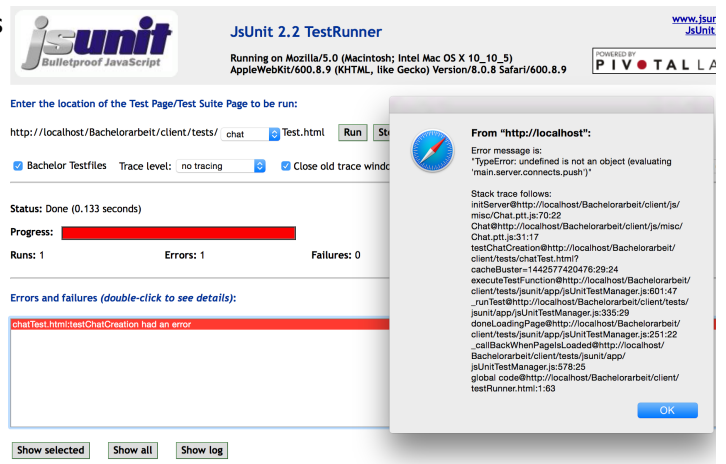 s
jsunit
Bulletproof JavaScript
JsUnit 2.2 TestRunner
Running on Mozilla/5.0 (Macintosh; Intel Mac OS X 10_10_5)
AppleWebKit/600.8.9 (KHTML, like Gecko) Version/8.0.8 Safari/600.8.9
www.jsun
JsUnit
POWERED BY
PIVOTAL LA
Enter the location of the Test Page/Test Suite Page to be run:
http://localhost/Bachelorarbeit/client/tests/ chat Test.html Run Sto
Bachelor Testfiles Trace level: no tracing Close old trace windo
Status: Done (0.133 seconds)
Progress:
Runs: 1 Errors: 1 Failures: 0
Errors and failures (double-click to see details):
chatTest.html:testChatCreation had an error
Show selected Show all Show log
From “http://localhost”:
Error message is:
"TypeError: undefined is not an object (evaluating
'main.server.connects.push')"
Stack trace follows:
initServer@http://localhost/Bachelorarbeit/client/js/
misc/Chat.ptt.js:70:22
Chat@http://localhost/Bachelorarbeit/client/js/misc/
Chat.ptt.js:31:17
testChatCreation@http://localhost/Bachelorarbeit/
client/tests/chatTest.html?
cacheBuster=1442577420476:29:24
executeTestFunction@http://localhost/Bachelorarbeit/
client/tests/jsunit/app/jsUnitTestManager.js:601:47
_runTest@http://localhost/Bachelorarbeit/client/tests/
jsunit/app/jsUnitTestManager.js:335:29
doneLoadingPage@http://localhost/Bachelorarbeit/
client/tests/jsunit/app/jsUnitTestManager.js:251:22
_callBackWhenPageIsLoaded@http://localhost/
Bachelorarbeit/client/tests/jsunit/app/
jsUnitTestManager.js:578:25
global code@http://localhost/Bachelorarbeit/client/
testRunner.html:1:63
OK